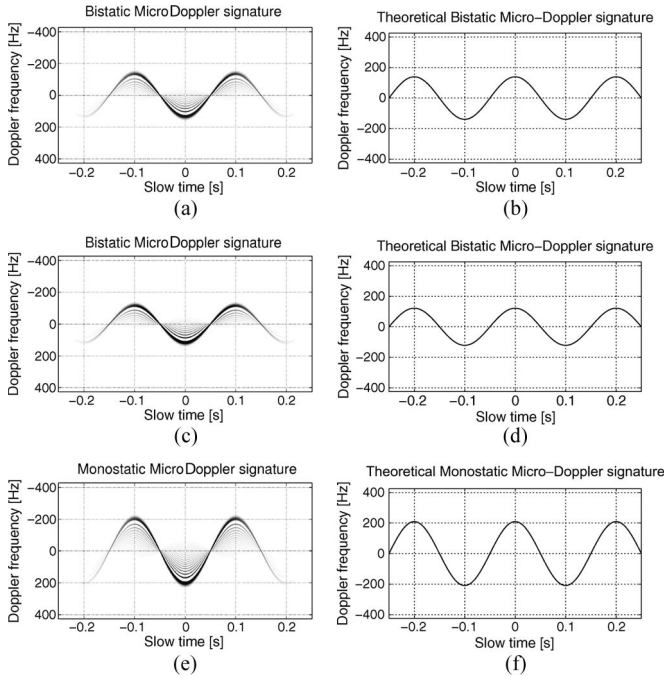 Bistatic MicroDoppler signature
Doppler frequency [Hz]
-400
-200
0
200
400
-0.2 -0.1 0 0.1 0.2
Slow time [s]
(a)
Theoretical Bistatic Micro-Doppler signature
Doppler frequency [Hz]
400
200
0
-200
-400
-0.2 -0.1 0 0.1 0.2
Slow time [s]
(b)
Bistatic MicroDoppler signature
Doppler frequency [Hz]
-400
-200
0
200
400
-0.2 -0.1 0 0.1 0.2
Slow time [s]
(c)
Theoretical Bistatic Micro-Doppler signature
Doppler frequency [Hz]
400
200
0
-200
-400
-0.2 -0.1 0 0.1 0.2
Slow time [s]
(d)
Monostatic MicroDoppler signature
Doppler frequency [Hz]
-400
-200
0
200
400
-0.2 -0.1 0 0.1 0.2
Slow time [s]
(e)
Theoretical Monostatic Micro-Doppler signature
Doppler frequency [Hz]
400
200
0
-200
-400
-0.2 -0.1 0 0.1 0.2
Slow time [s]
(f)